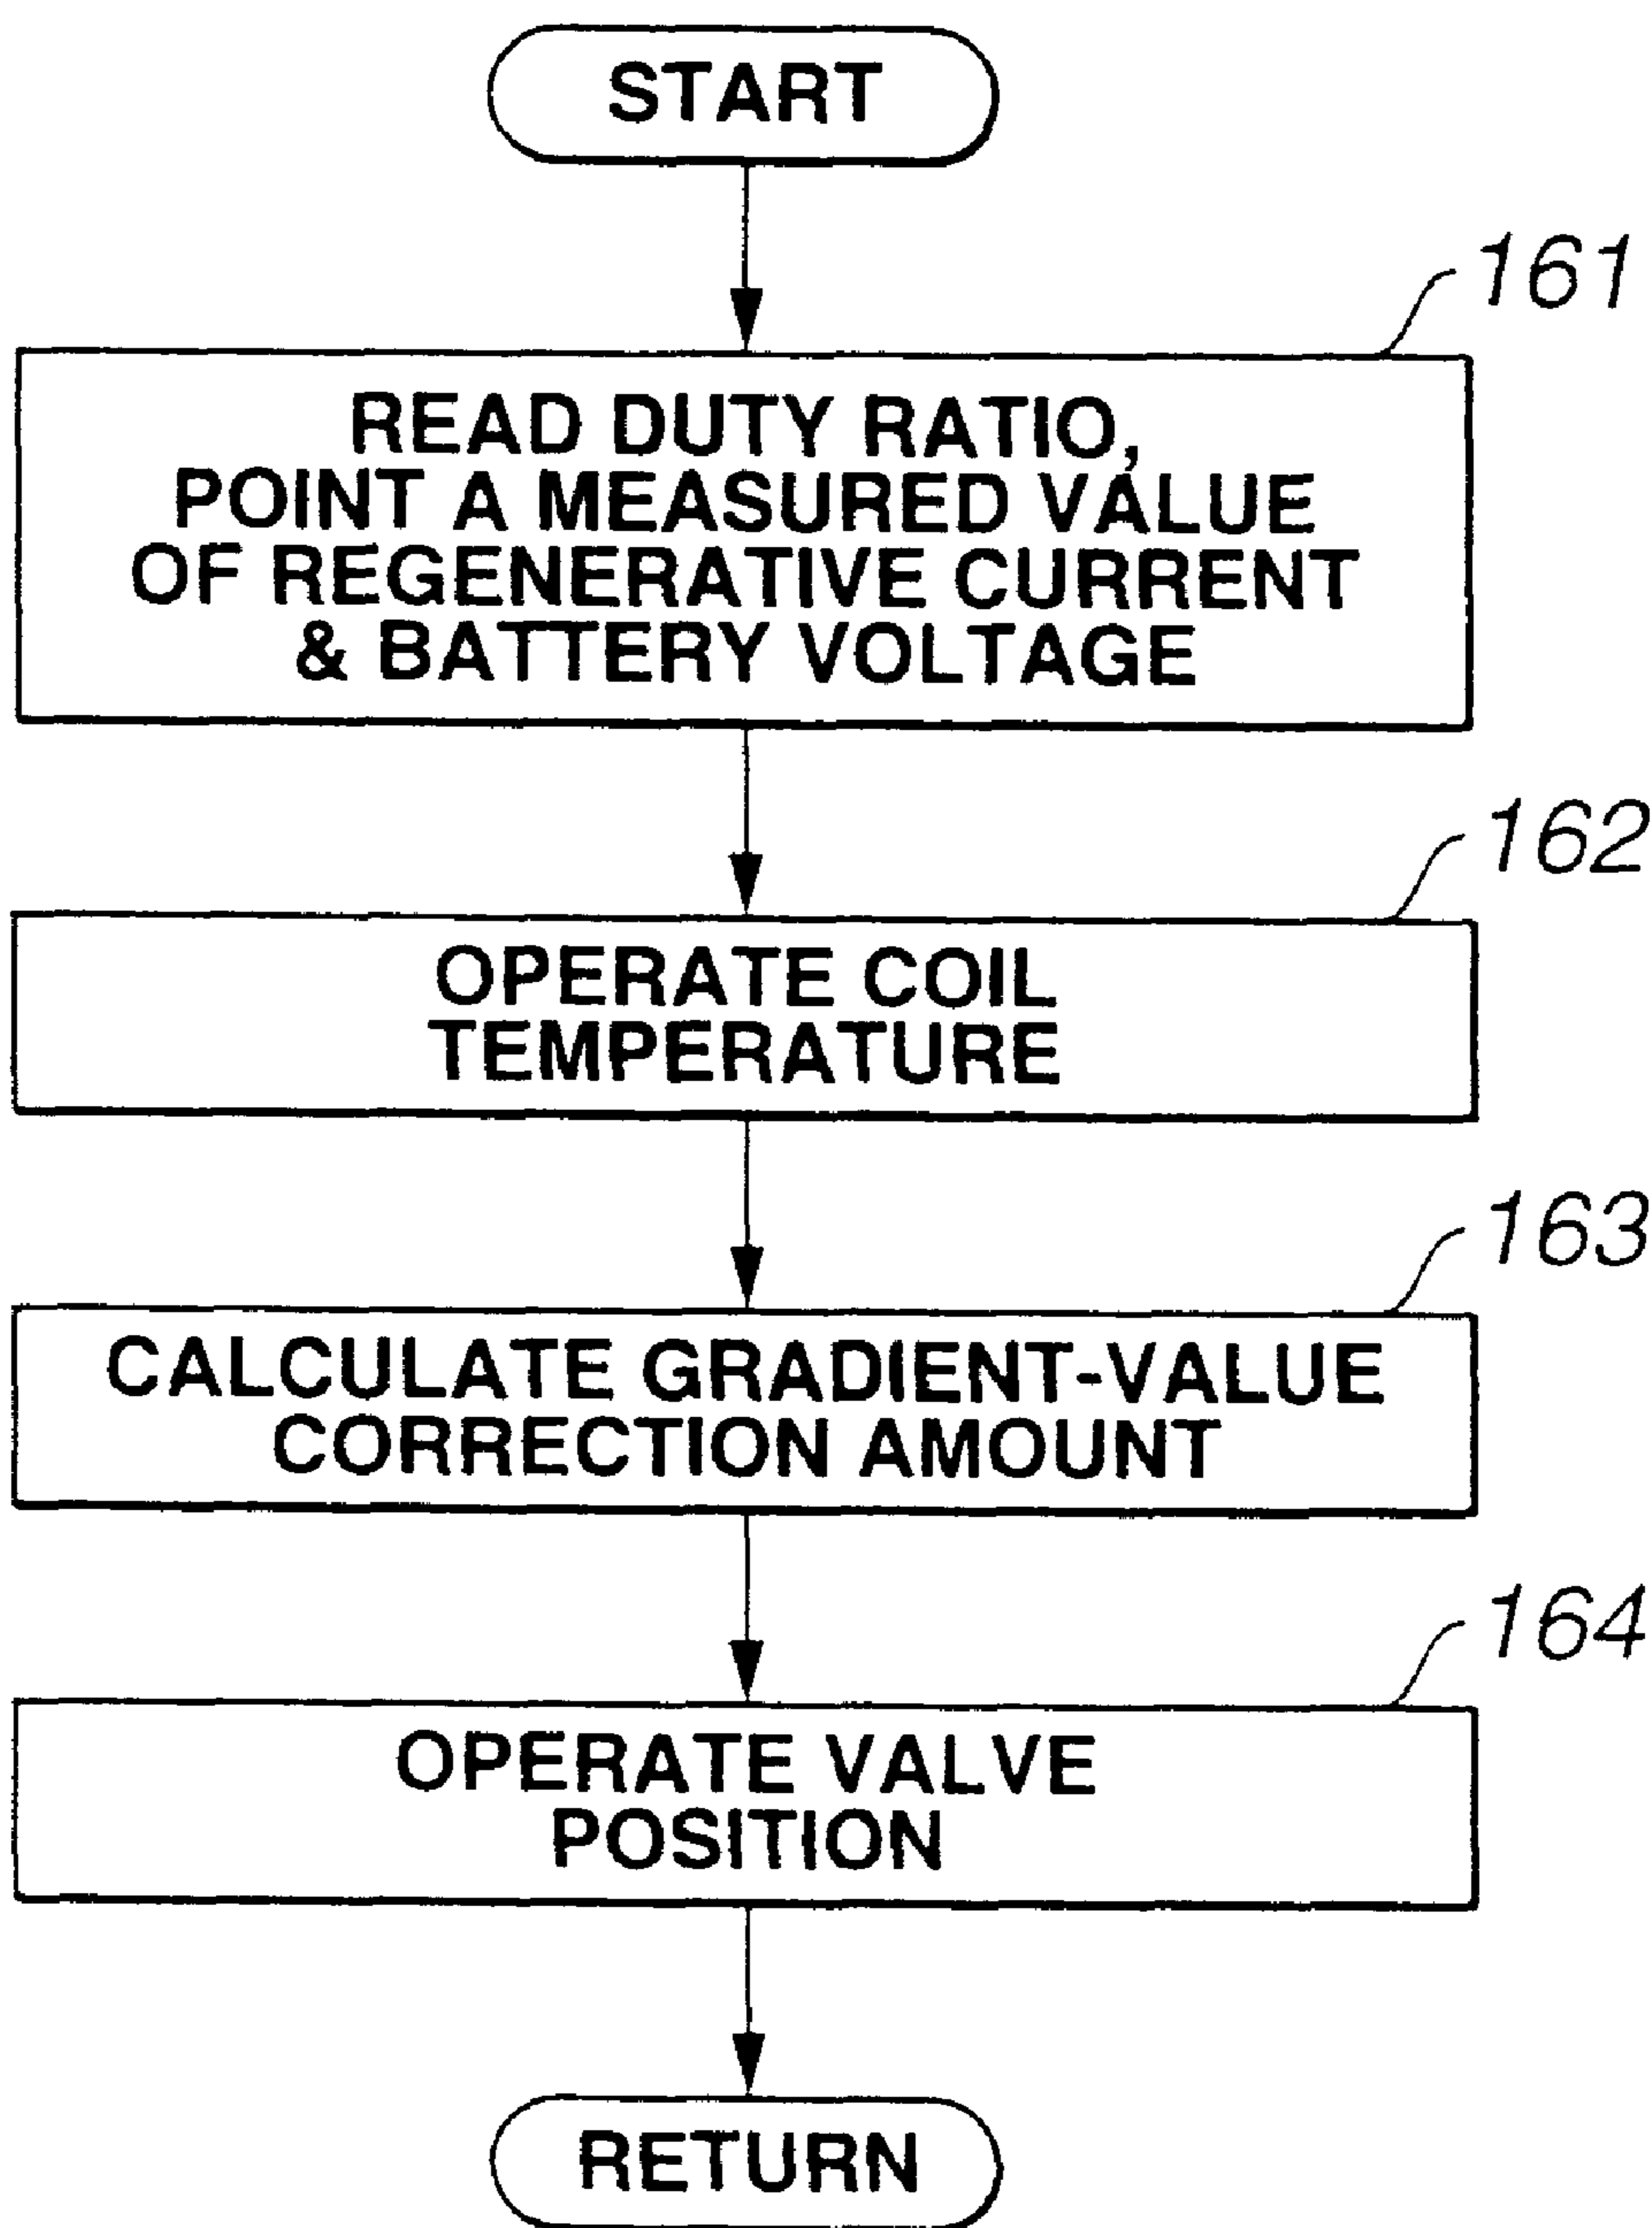 START
161
READ DUTY RATIO,
POINT A MEASURED VALUE
OF REGENERATIVE CURRENT
& BATTERY VOLTAGE
162
OPERATE COIL
TEMPERATURE
163
CALCULATE GRADIENT-VALUE
CORRECTION AMOUNT
164
OPERATE VALVE
POSITION
RETURN